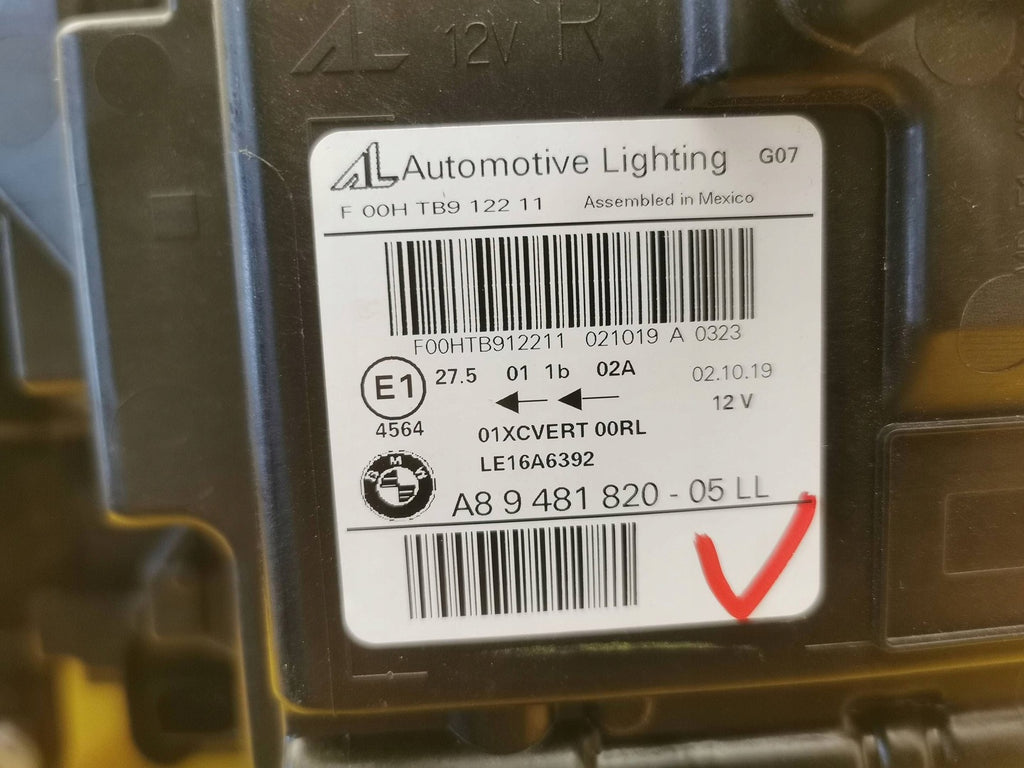 AL 12V R
AL Automotive Lighting G07
F 00H TB9 122 11 Assembled in Mexico
F00HTB912211 021019 A 0323
E1 27.5 01 1b 02A 02.10.19
12 V
4564 01XCVERT 00RL
LE16A6392
BMW
A8 9 481 820 - 05 LL